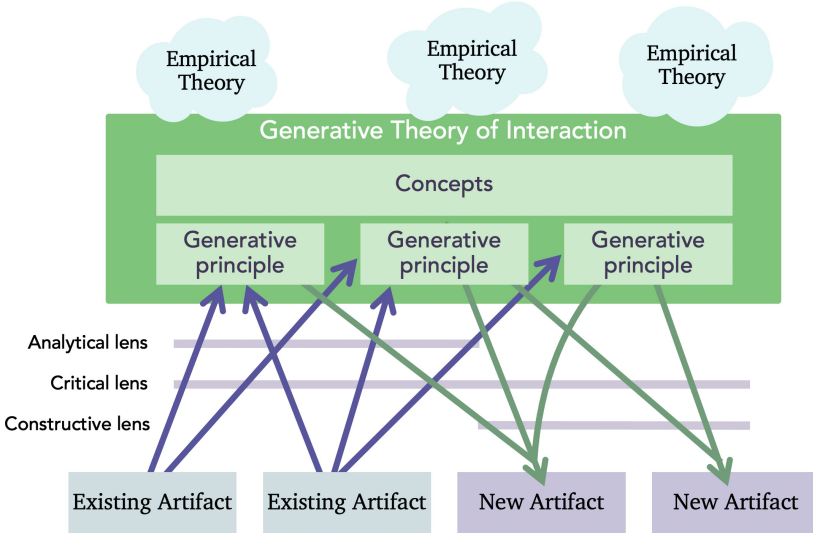 Empirical
Theory
Empirical
Theory
Empirical
Theory
Generative Theory of Interaction
Concepts
Generative
principle
Generative
principle
Generative
principle
Analytical lens
Critical lens
Constructive lens
Existing Artifact
Existing Artifact
New Artifact
New Artifact